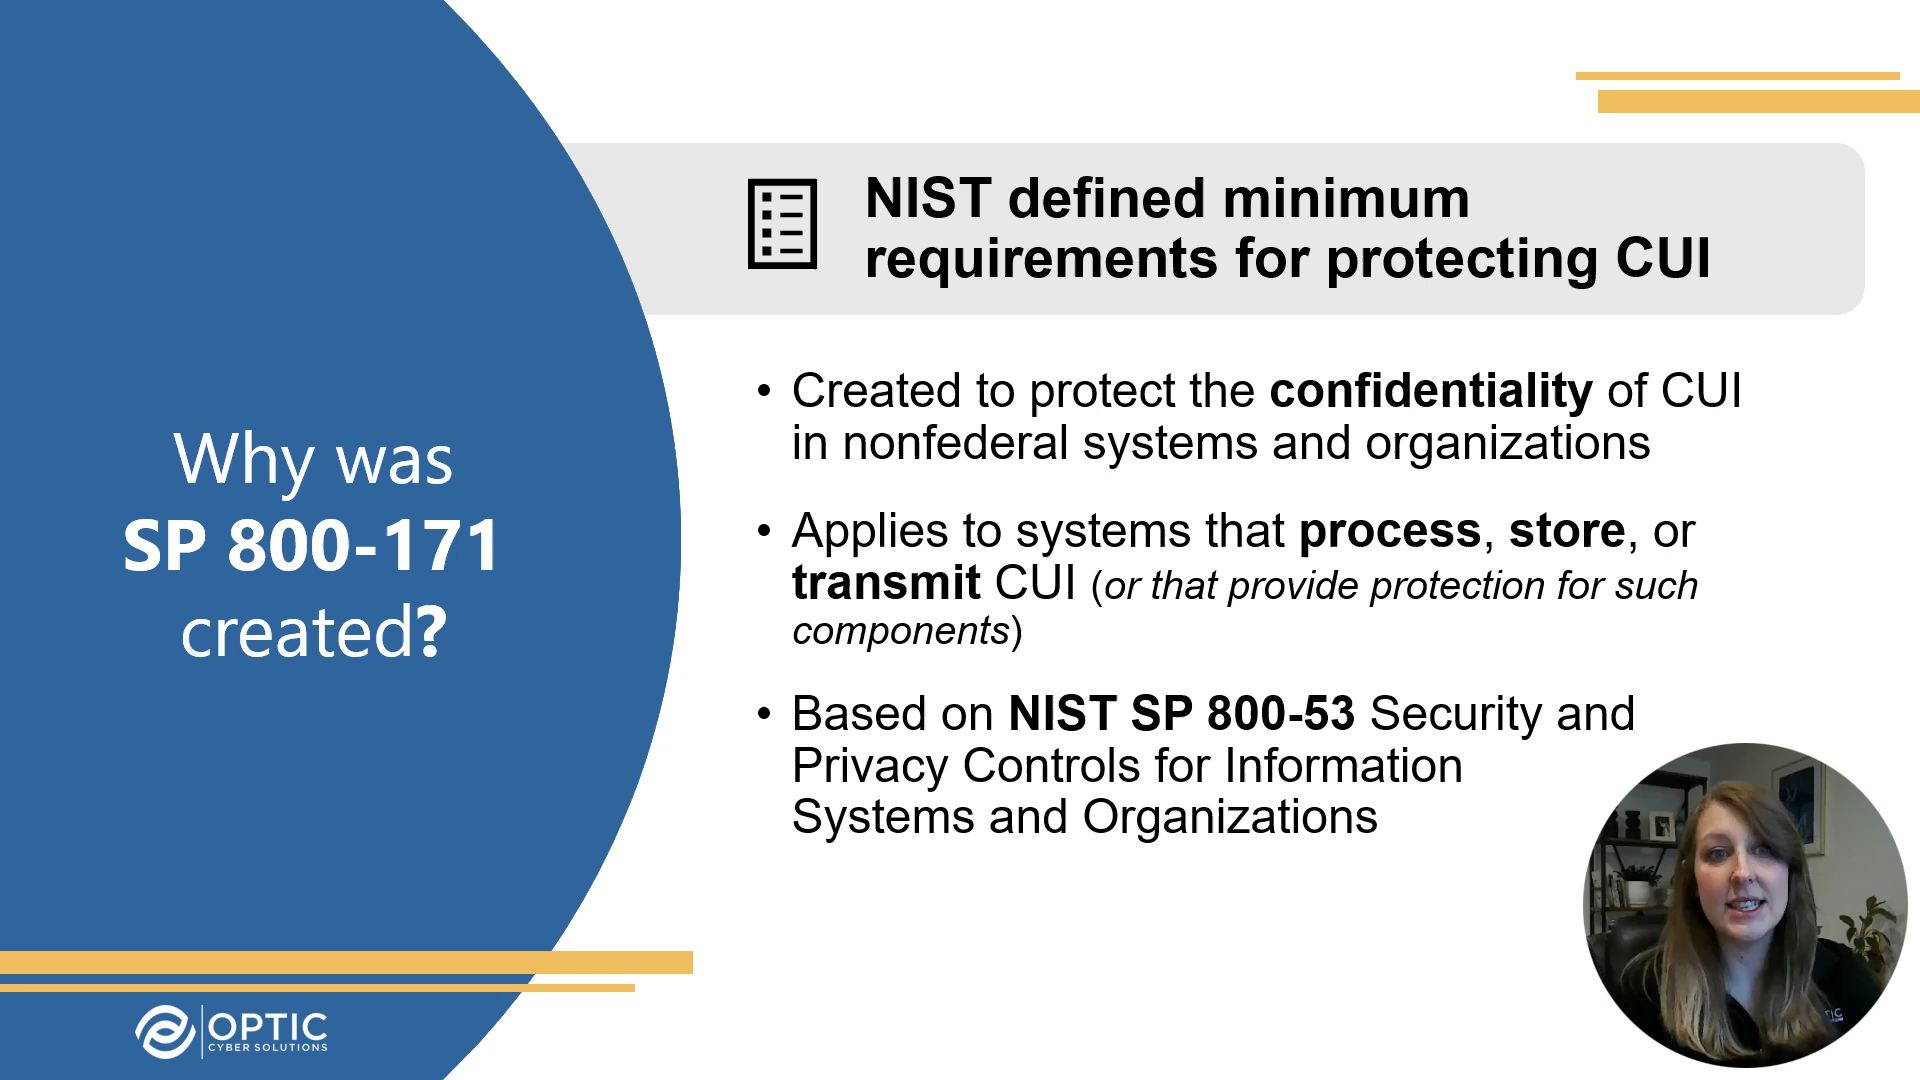 Why was
SP 800-171
created?
NIST defined minimum
requirements for protecting CUI
• Created to protect the confidentiality of CUI
in nonfederal systems and organizations
• Applies to systems that process, store, or
transmit CUI (or that provide protection for such
components)
• Based on NIST SP 800-53 Security and
Privacy Controls for Information
Systems and Organizations
OPTIC
CYBER SOLUTIONS